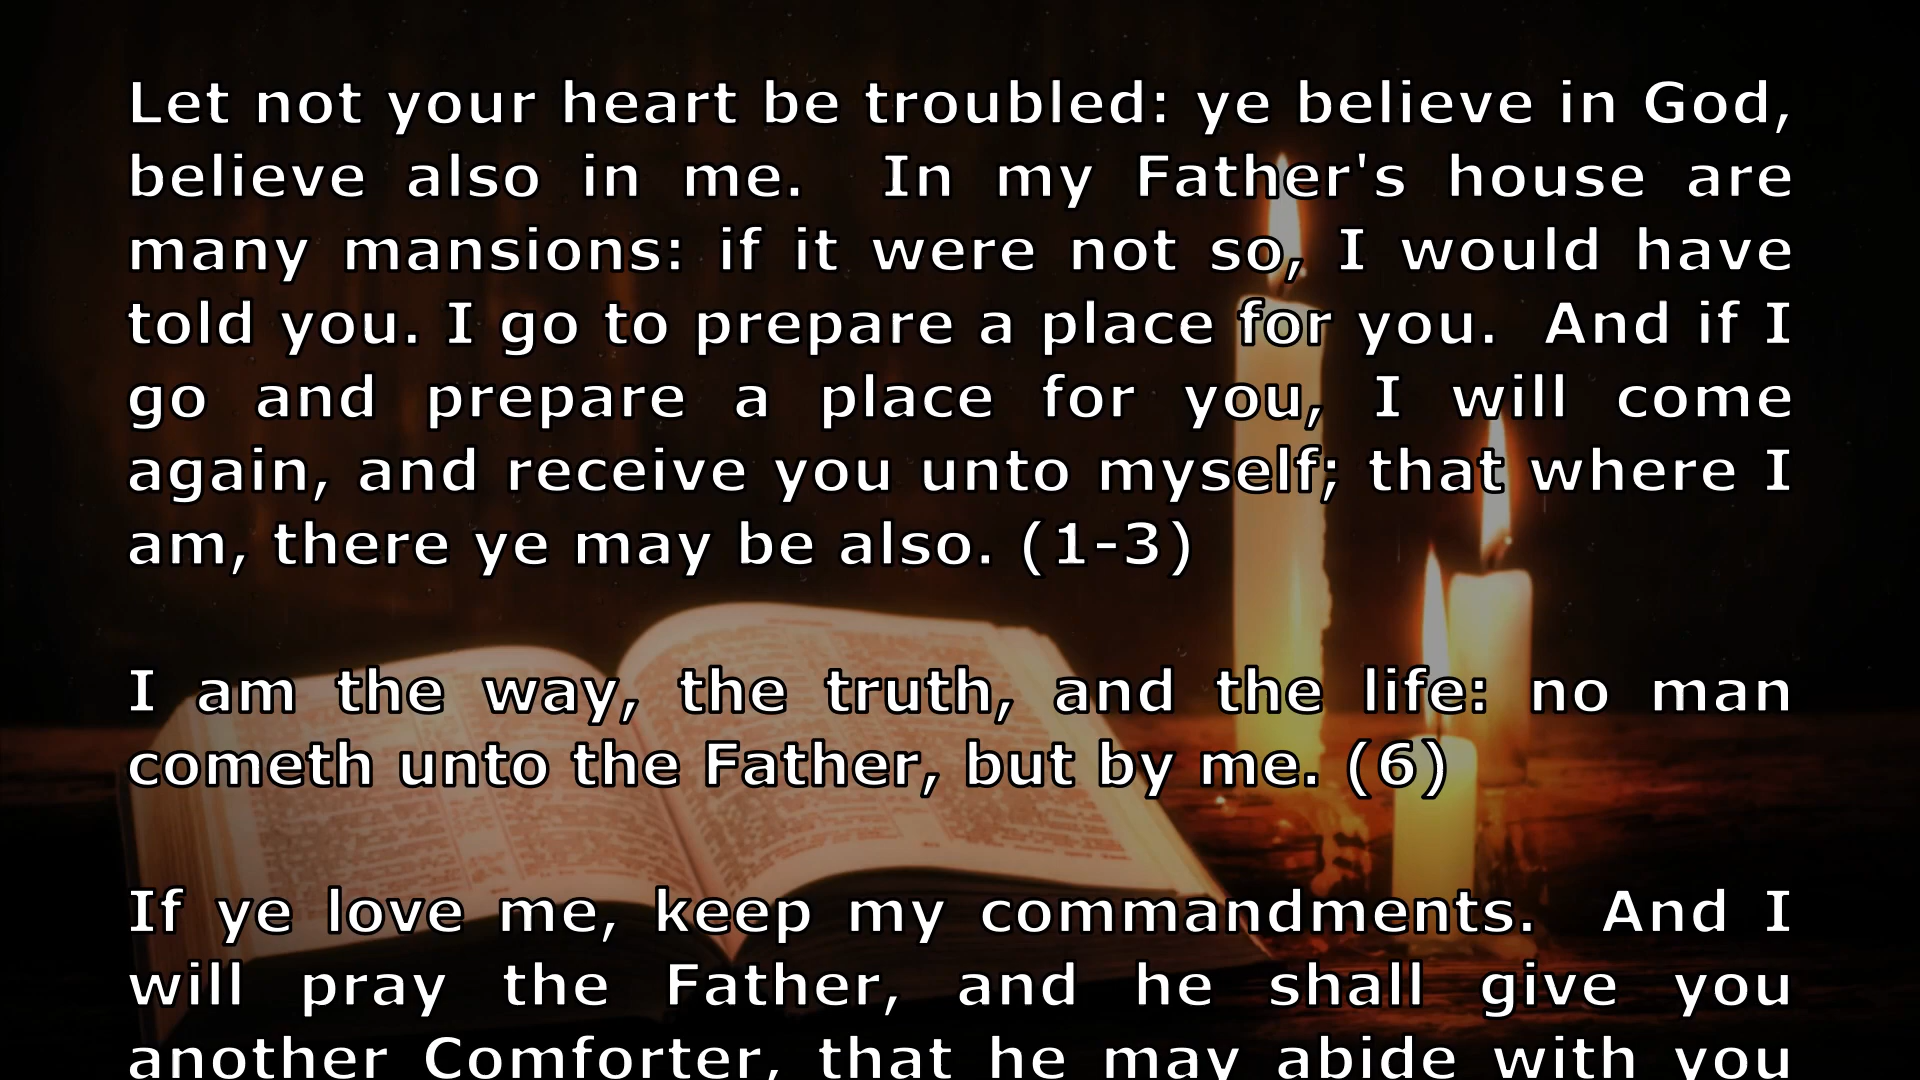 Let not your heart be troubled: ye believe in God,
believe also in me.  In my Father's house are
many mansions: if it were not so, I would have
told you. I go to prepare a place for you.  And if I
go and prepare a place for you, I will come
again, and receive you unto myself; that where I
am, there ye may be also. (1-3)
I am the way, the truth, and the life: no man
cometh unto the Father, but by me. (6)
If ye love me, keep my commandments.  And I
will pray the Father, and he shall give you
another Comforter, that he may abide with you